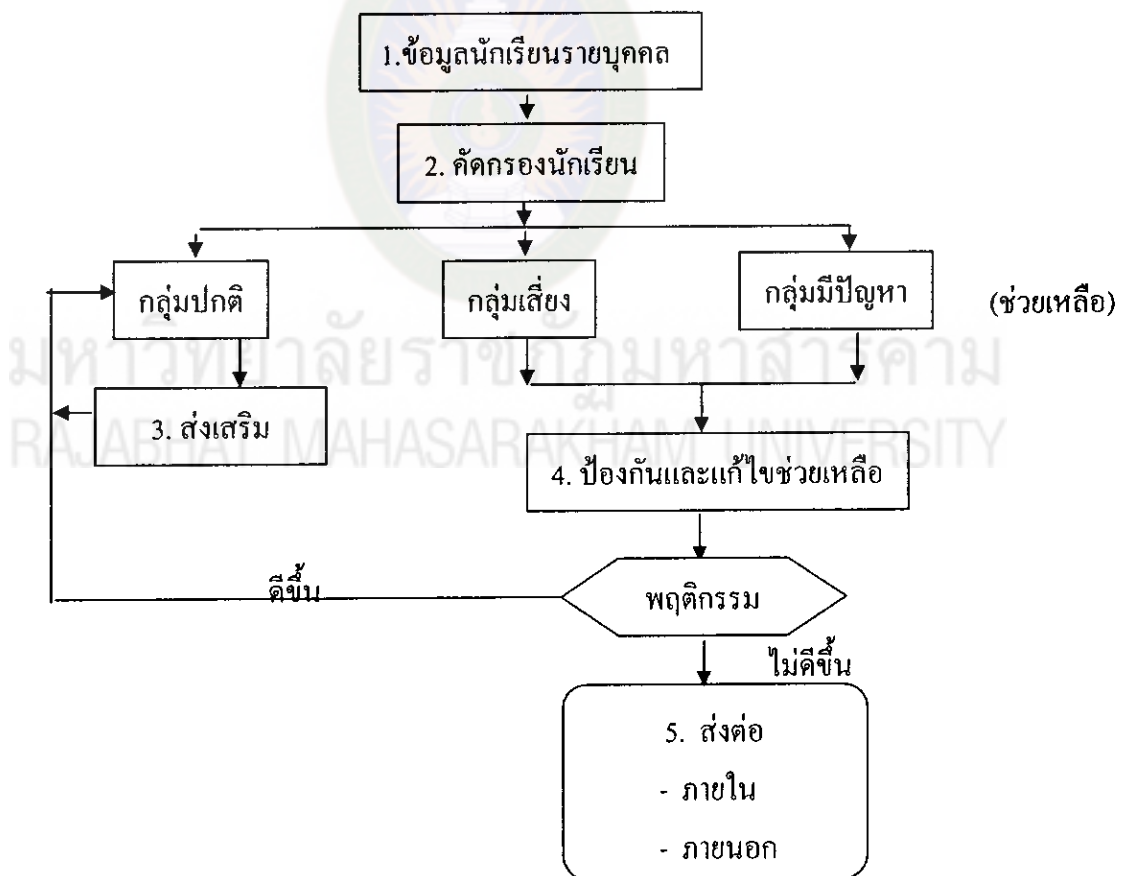 1.ข้อมูลนักเรียนรายบุคคล
2. คัดกรองนักเรียน
กลุ่มปกติ
กลุ่มเสี่ยง
กลุ่มมีปัญหา
(ช่วยเหลือ)
มหาวิทยาลัยราชภัฏมหาสารคาม
3. ส่งเสริม
RAJABHAT MAHASARAKHAM UNIVERSITY
4. ป้องกันและแก้ไขช่วยเหลือ
ดีขึ้น
พฤติกรรม
ไม่ดีขึ้น
5. ส่งต่อ
- ภายใน
- ภายนอก